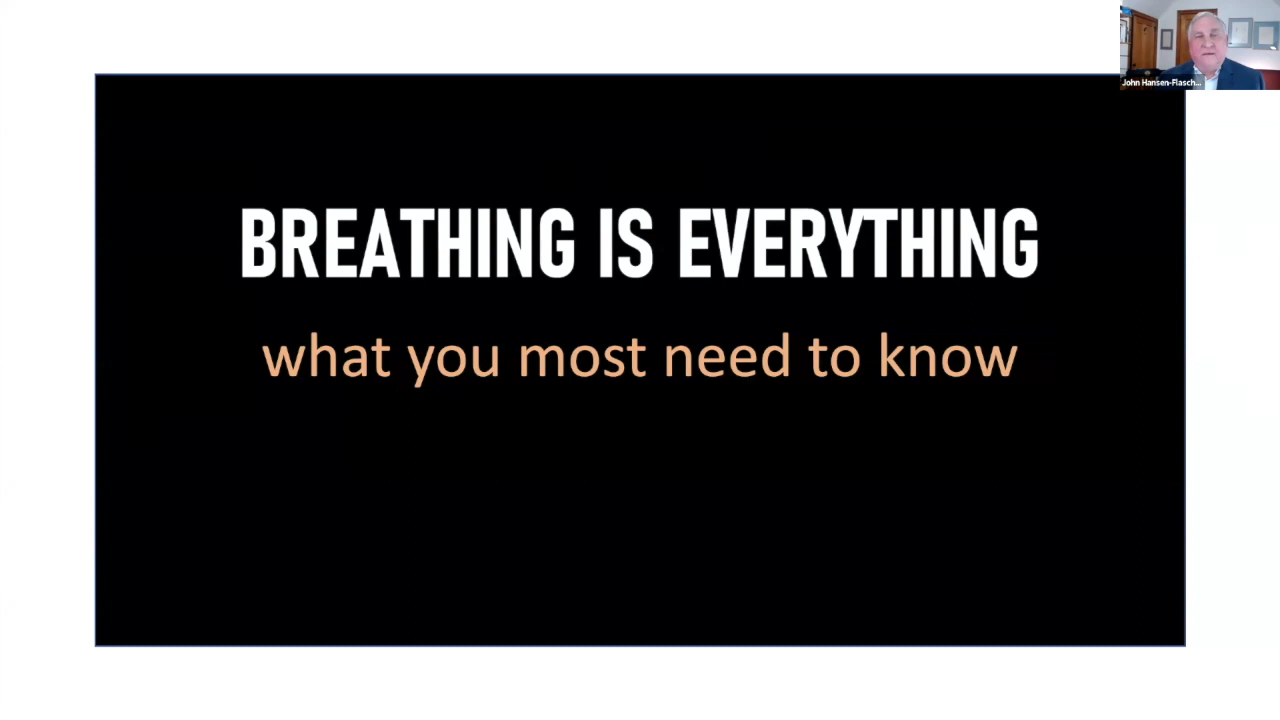 BREATHING IS EVERYTHING
what you most need to know
John Hansen-Flasch...